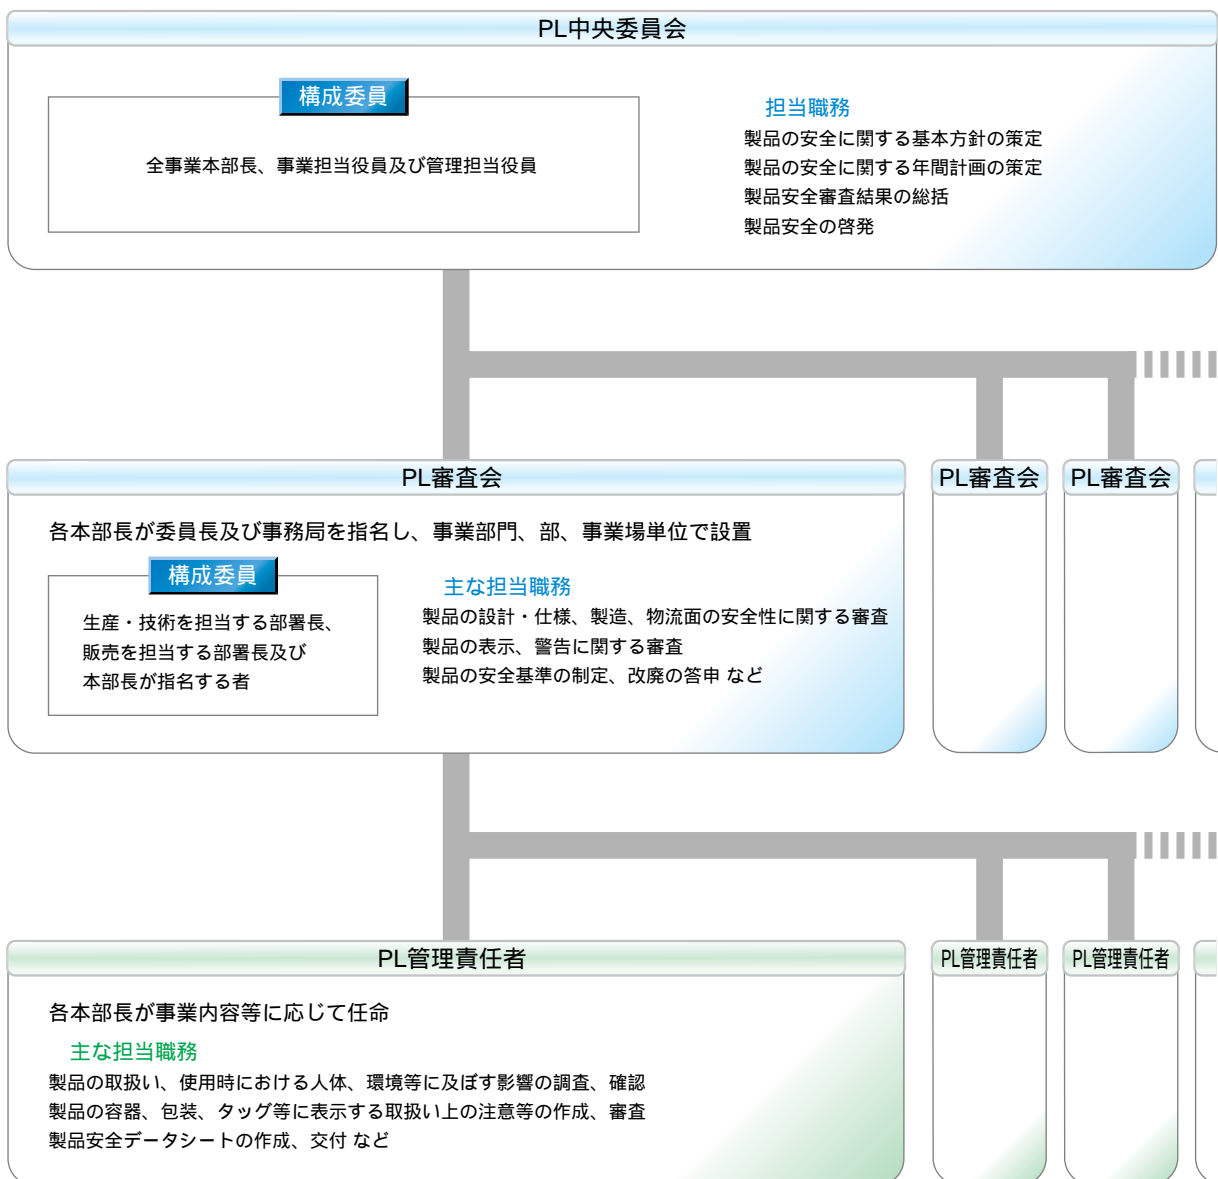 PL中央委員会
構成委員
全事業本部長、事業担当役員及び管理担当役員
担当職務
製品の安全に関する基本方針の策定
製品の安全に関する年間計画の策定
製品安全審査結果の総括
製品安全の啓発
PL審査会
各本部長が委員長及び事務局を指名し、事業部門、部、事業場単位で設置
構成委員
生産・技術を担当する部署長、
販売を担当する部署長及び
本部長が指名する者
主な担当職務
製品の設計・仕様、製造、物流面の安全性に関する審査
製品の表示、警告に関する審査
製品の安全基準の制定、改廃の答申 など
PL審査会
PL審査会
PL管理責任者
各本部長が事業内容等に応じて任命
主な担当職務
製品の取扱い、使用時における人体、環境等に及ぼす影響の調査、確認
製品の容器、包装、タッグ等に表示する取扱い上の注意等の作成、審査
製品安全データシートの作成、交付 など
PL管理責任者
PL管理責任者